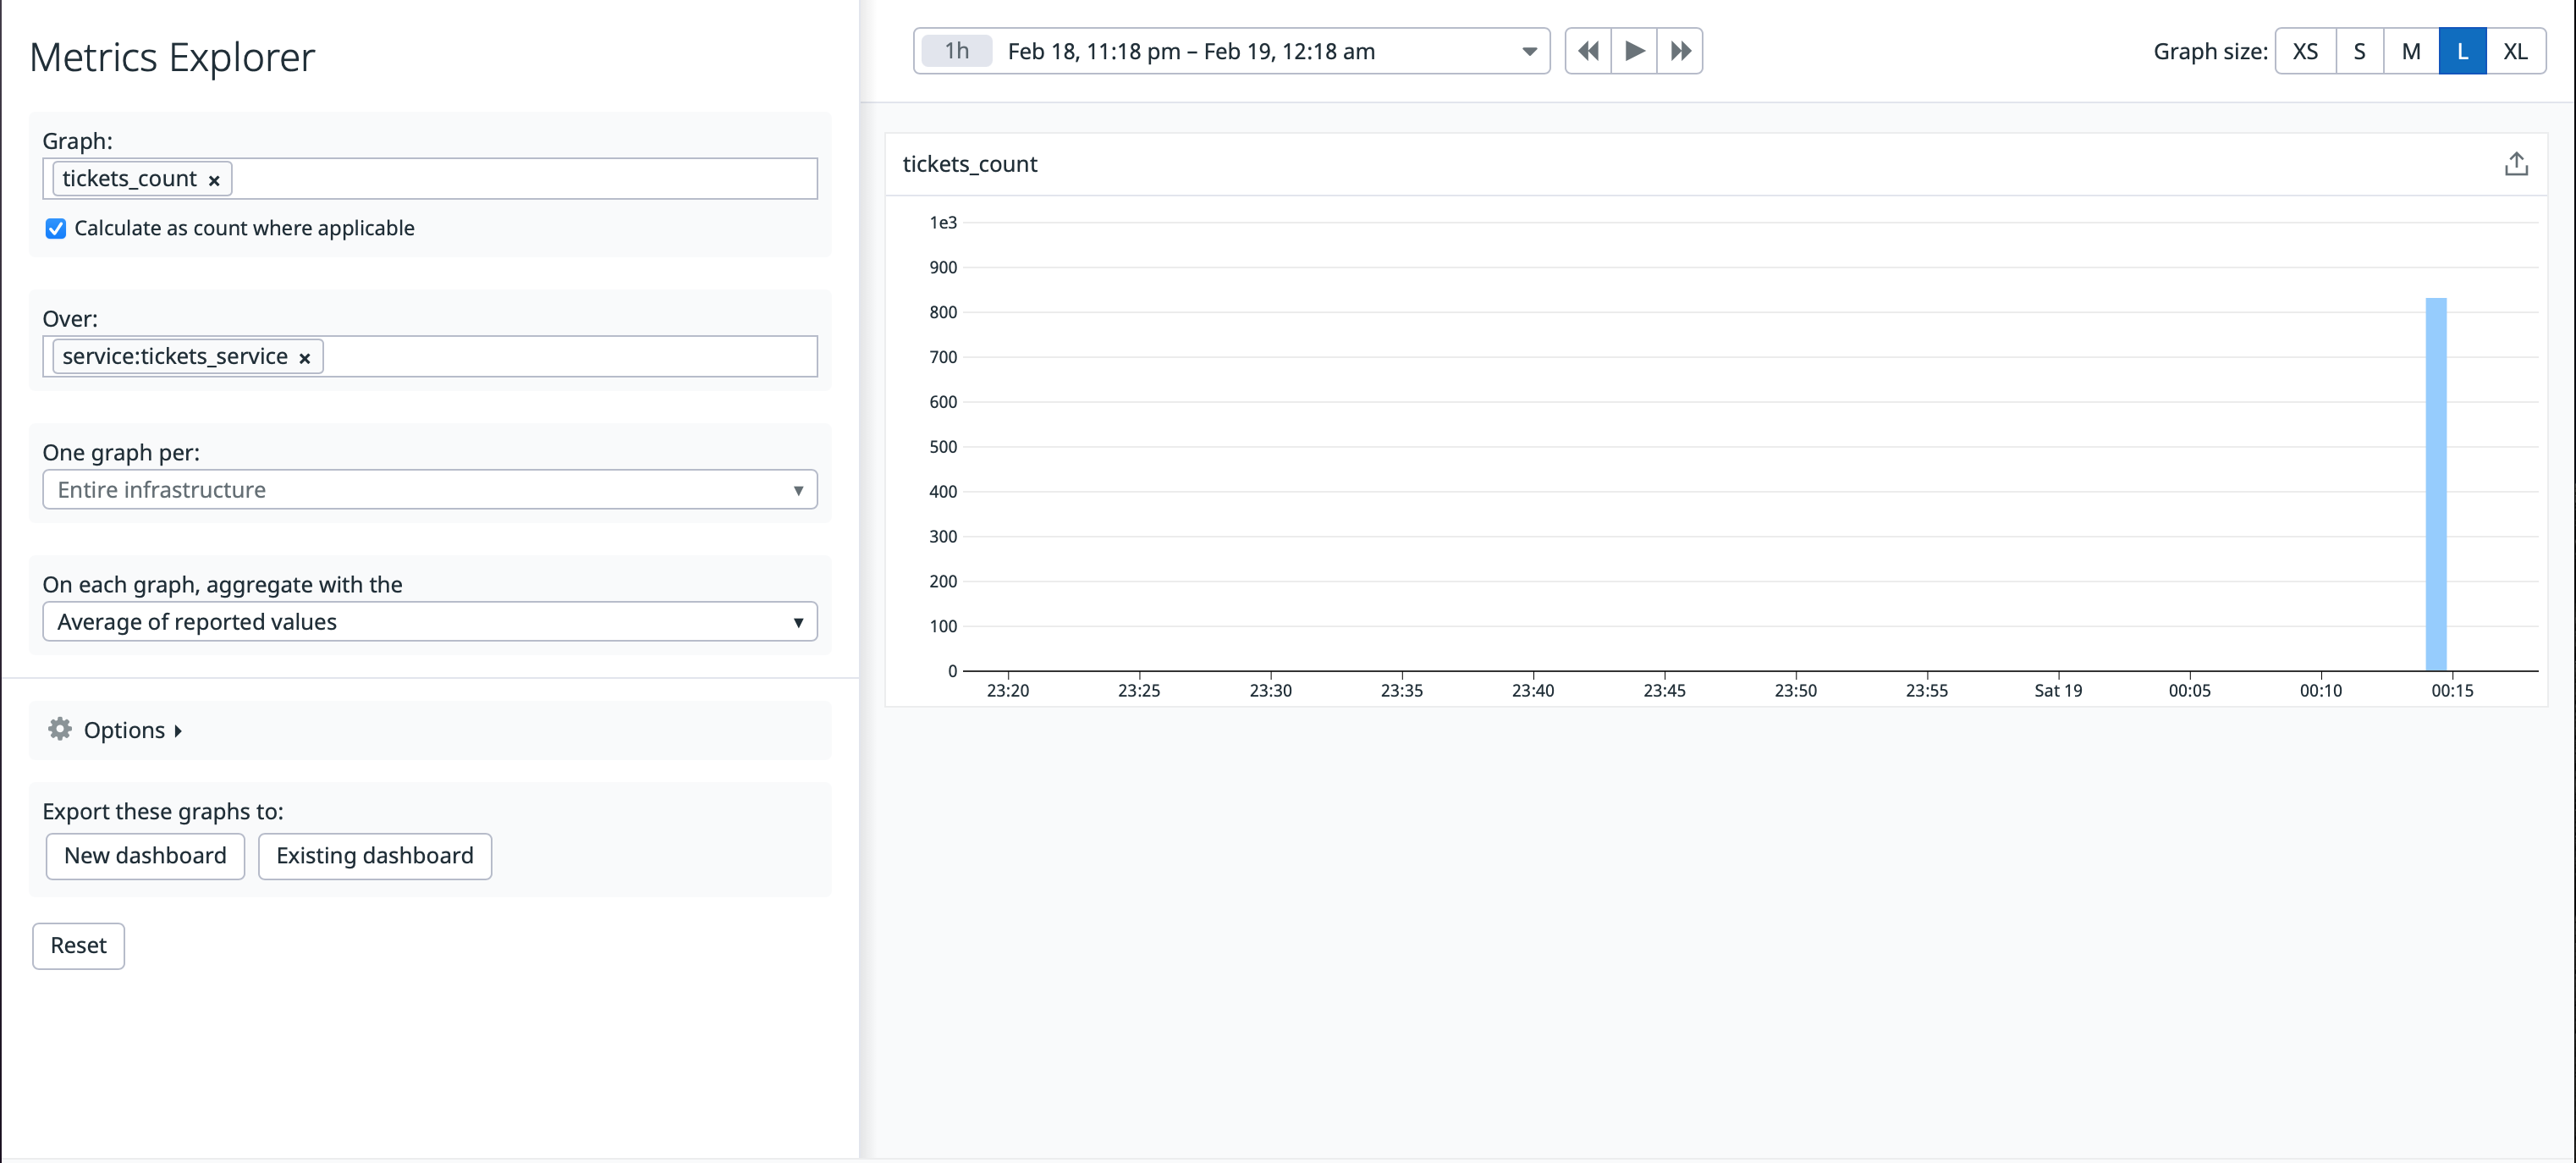 Metrics Explorer
Graph:
tickets_count ×
Calculate as count where applicable
Over:
service:tickets_service ×
One graph per:
Entire infrastructure
On each graph, aggregate with the
Average of reported values
Options
Export these graphs to:
New dashboard Existing dashboard
Reset
1h Feb 18, 11:18 pm – Feb 19, 12:18 am
Graph size: XS S M L XL
tickets_count
1e3
900
800
700
600
500
400
300
200
100
0
23:20 23:25 23:30 23:35 23:40 23:45 23:50 23:55 Sat 19 00:05 00:10 00:15